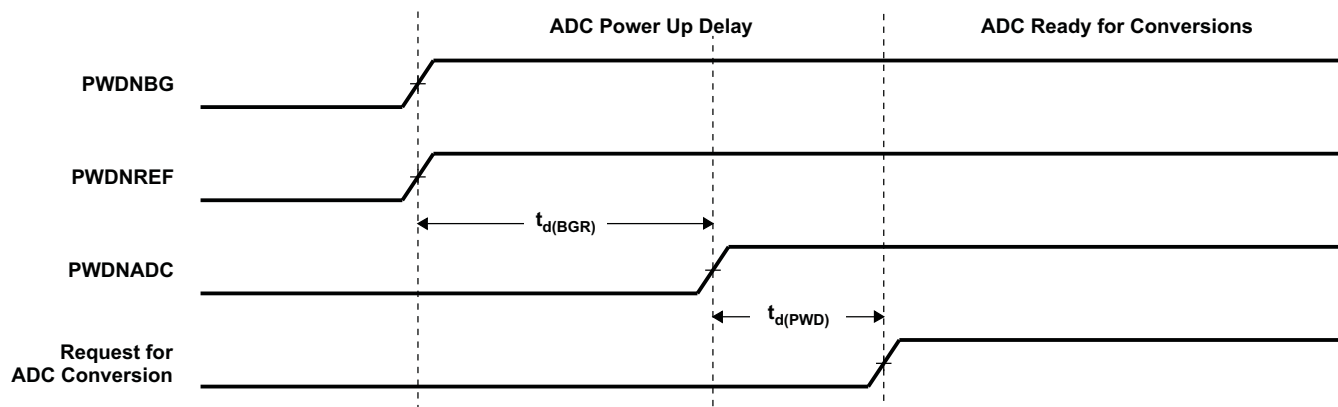 ADC Power Up Delay
ADC Ready for Conversions
PWDNBG
PWDNREF
td(BGR)
PWDNADC
td(PWD)
Request for
ADC Conversion